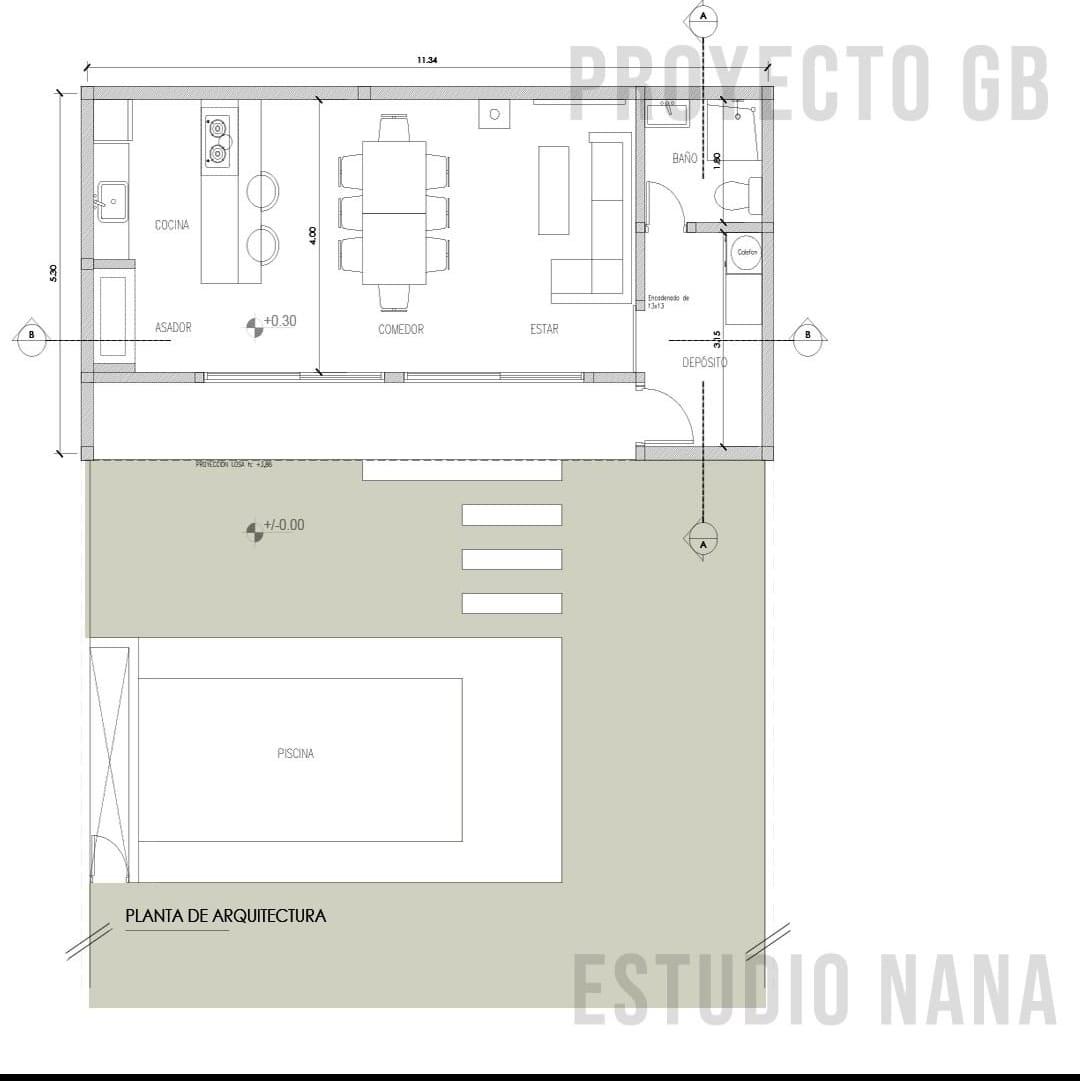 A
PROYECTO GB
11.34
BAÑO
1.80
COCINA
4.00
5.30
Calefon
Encadenado de
13x13
ASADOR
+0.30
COMEDOR
ESTAR
B
B
3.15
DEPÓSITO
PROYECCIÓN LOSA h: +2,86
+/-0.00
A
PISCINA
PLANTA DE ARQUITECTURA
ESTUDIO NANA